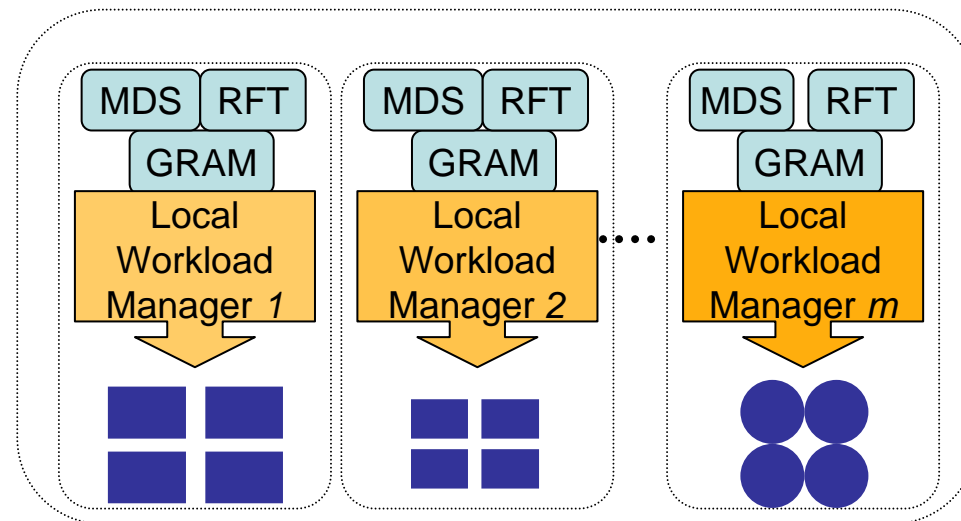 MDS RFT
GRAM
Local
Workload
Manager 1
MDS RFT
GRAM
Local
Workload
Manager 2
....
MDS RFT
GRAM
Local
Workload
Manager m